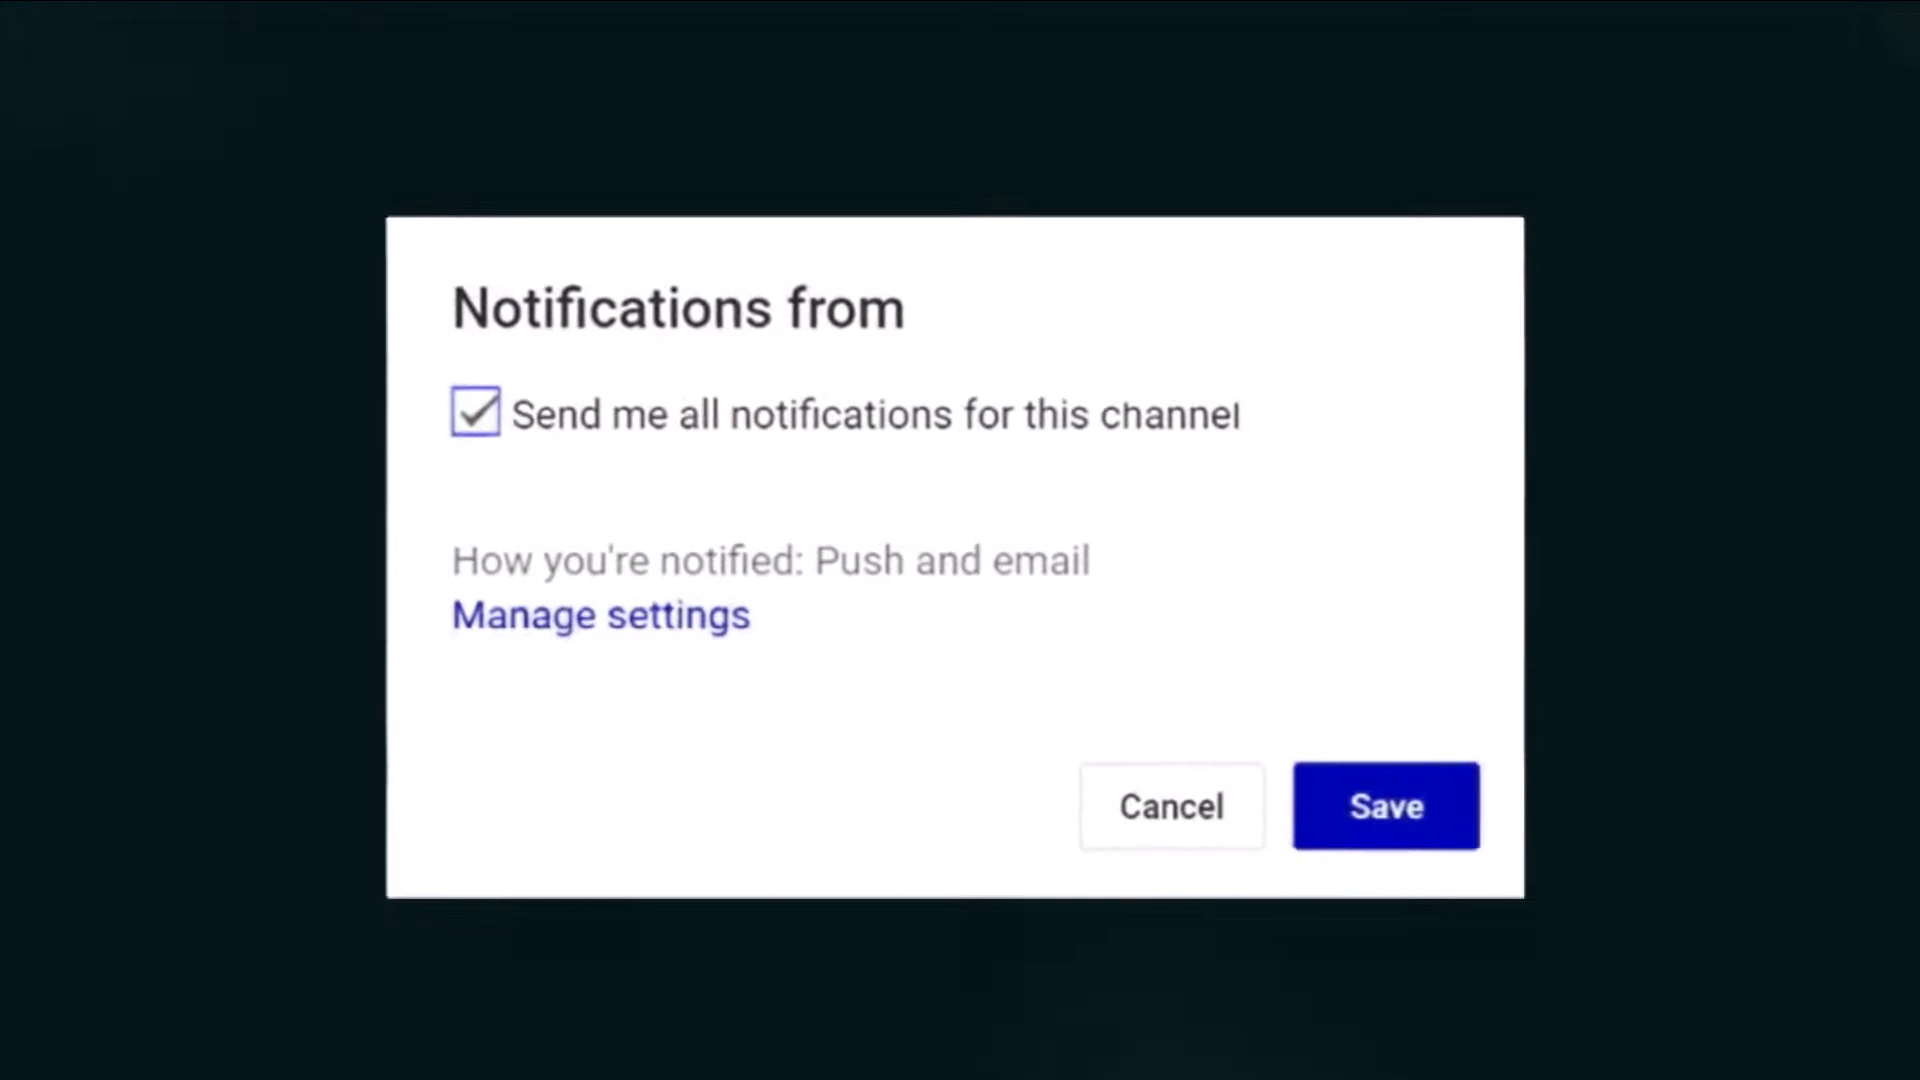 Notifications from
Send me all notifications for this channel
How you're notified: Push and email
Manage settings
Cancel
Save